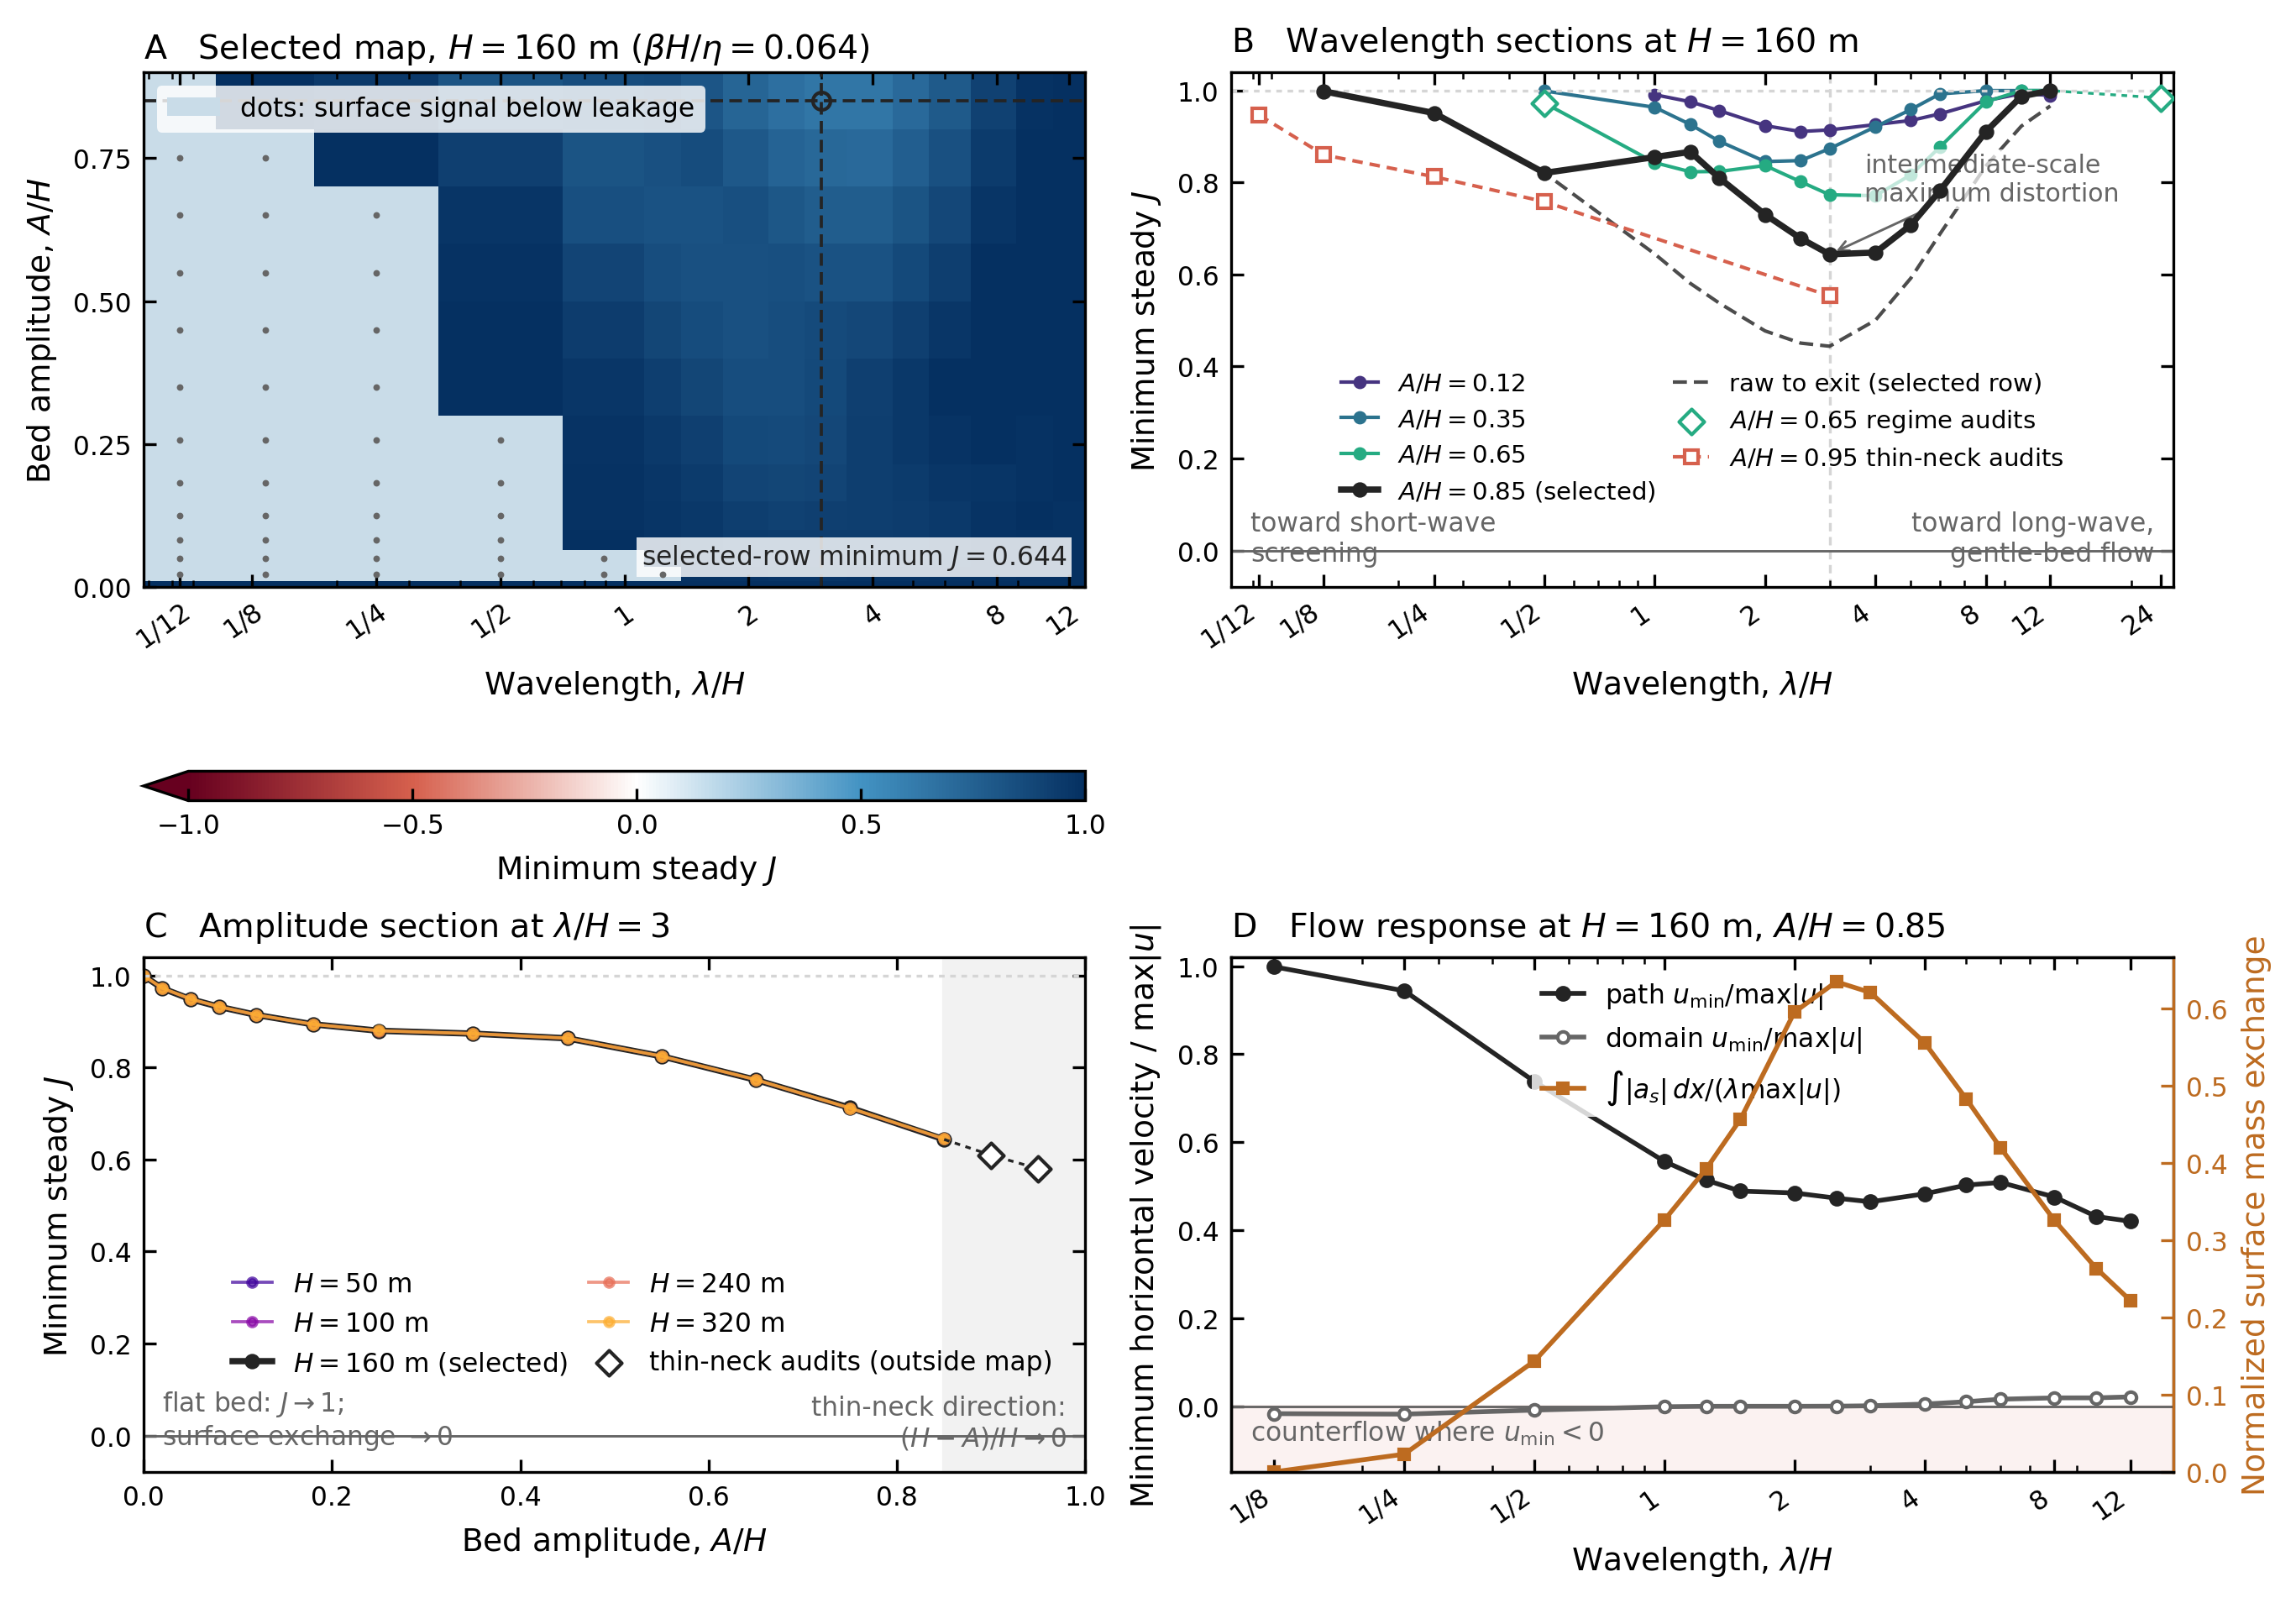 A Selected map, H = 160 m (βH/η = 0.064)
dots: surface signal below leakage
selected-row minimum J = 0.644
Bed amplitude, A/H
0.75
0.50
0.25
0.00
1/12 1/8 1/4 1/2 1 2 4 8 12
Wavelength, λ/H
−1.0 −0.5 0.0 0.5 1.0
Minimum steady J
B Wavelength sections at H = 160 m
Minimum steady J
1.0
0.8
0.6
0.4
0.2
0.0
intermediate-scale
maximum distortion
A/H = 0.12
A/H = 0.35
A/H = 0.65
A/H = 0.85 (selected)
raw to exit (selected row)
A/H = 0.65 regime audits
A/H = 0.95 thin-neck audits
toward short-wave
screening
toward long-wave,
gentle-bed flow
1/12 1/8 1/4 1/2 1 2 4 8 12 24
Wavelength, λ/H
C Amplitude section at λ/H = 3
Minimum steady J
1.0
0.8
0.6
0.4
0.2
0.0
H = 50 m
H = 100 m
H = 160 m (selected)
H = 240 m
H = 320 m
thin-neck audits (outside map)
flat bed: J → 1;
surface exchange → 0
thin-neck direction:
(H − A)/H → 0
0.0 0.2 0.4 0.6 0.8 1.0
Bed amplitude, A/H
D Flow response at H = 160 m, A/H = 0.85
Minimum horizontal velocity / max|u|
1.0
0.8
0.6
0.4
0.2
0.0
path u_min/max|u|
domain u_min/max|u|
∫|a_s| dx/(λmax|u|)
counterflow where u_min < 0
0.6
0.5
0.4
0.3
0.2
0.1
0.0
Normalized surface mass exchange
1/8 1/4 1/2 1 2 4 8 12
Wavelength, λ/H